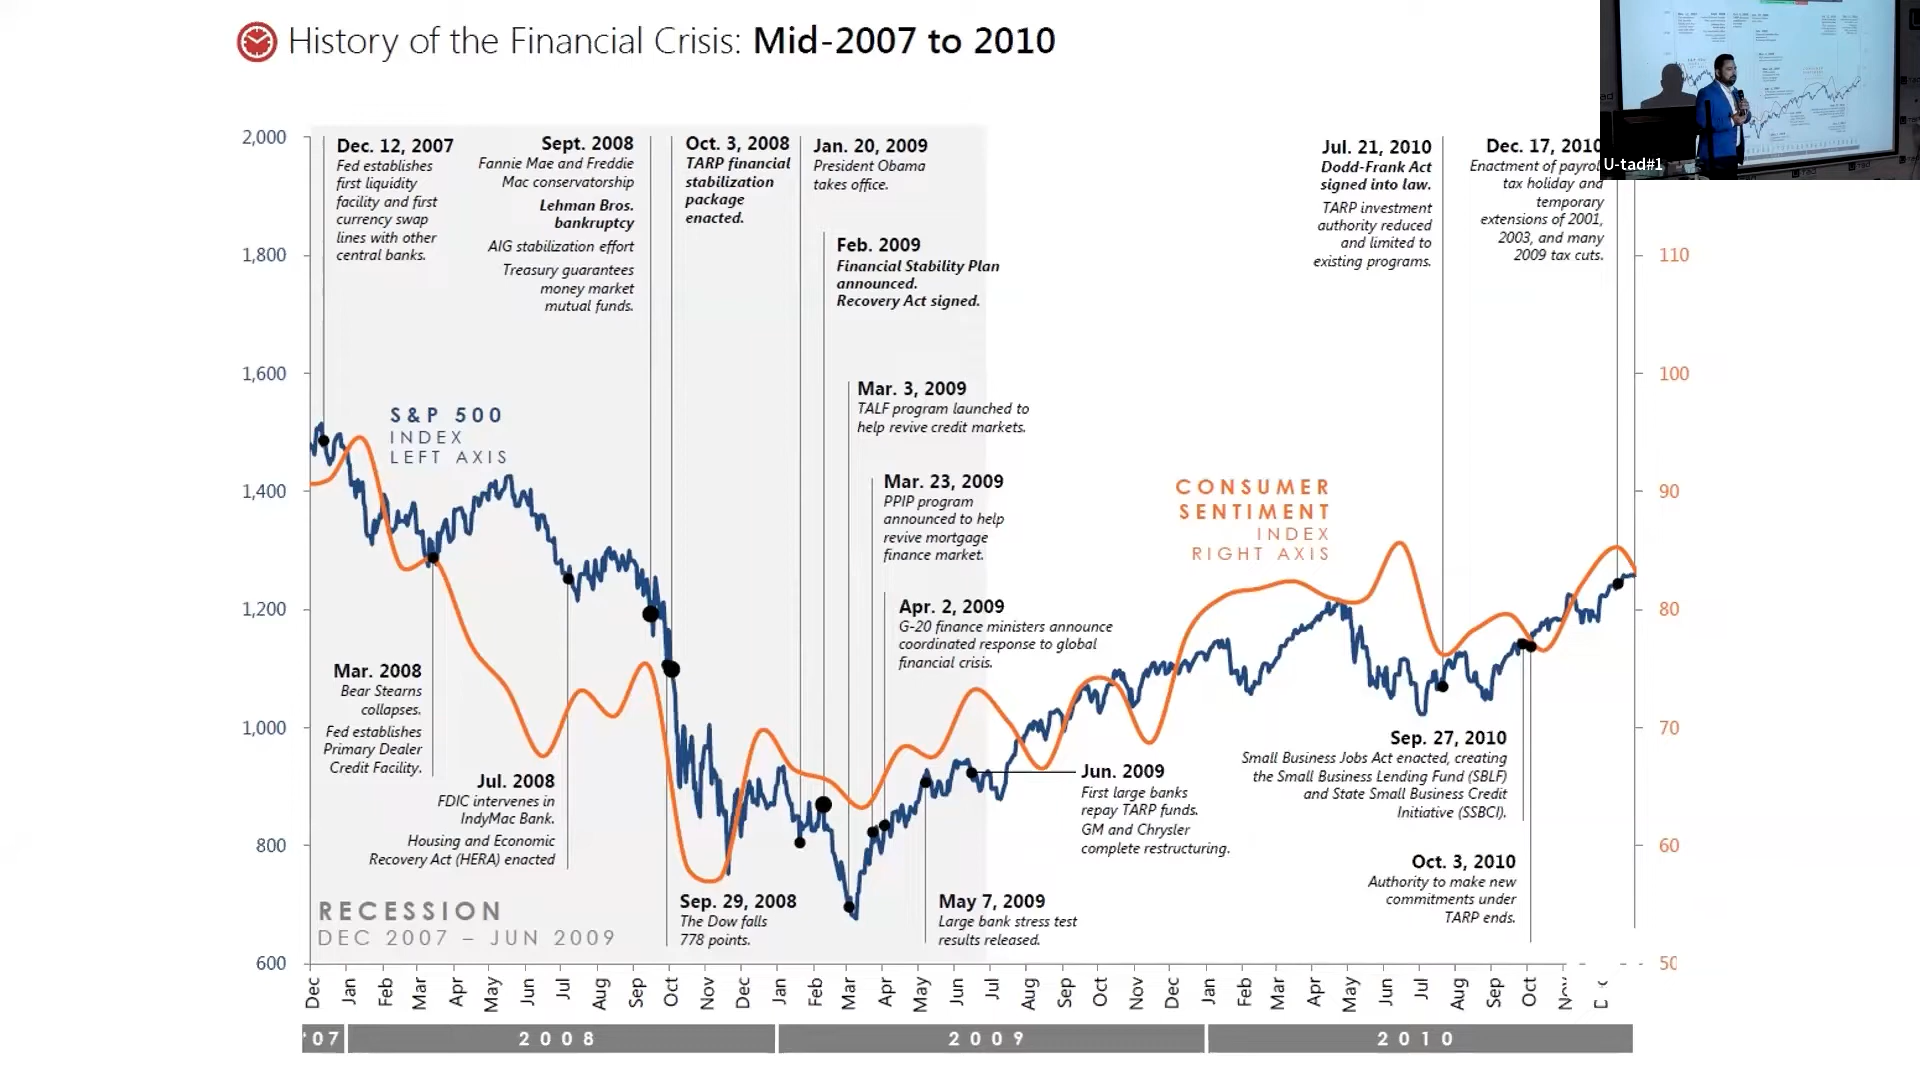 History of the Financial Crisis: Mid-2007 to 2010
U-tad#1
2,000
1,800
1,600
1,400
1,200
1,000
800
600
Dec. 12, 2007
Fed establishes
first liquidity
facility and first
currency swap
lines with other
central banks.
Sept. 2008
Fannie Mae and Freddie
Mac conservatorship
Lehman Bros.
bankruptcy
AIG stabilization effort
Treasury guarantees
money market
mutual funds.
Oct. 3, 2008
TARP financial
stabilization
package
enacted.
Jan. 20, 2009
President Obama
takes office.
Feb. 2009
Financial Stability Plan
announced.
Recovery Act signed.
Mar. 3, 2009
TALF program launched to
help revive credit markets.
Mar. 23, 2009
PPIP program
announced to help
revive mortgage
finance market.
Apr. 2, 2009
G-20 finance ministers announce
coordinated response to global
financial crisis.
Jul. 21, 2010
Dodd-Frank Act
signed into law.
TARP investment
authority reduced
and limited to
existing programs.
Dec. 17, 2010
Enactment of payrol
tax holiday and
temporary
extensions of 2001,
2003, and many
2009 tax cuts.
S&P 500
INDEX
LEFT AXIS
CONSUMER
SENTIMENT
INDEX
RIGHT AXIS
Mar. 2008
Bear Stearns
collapses.
Fed establishes
Primary Dealer
Credit Facility.
Jul. 2008
FDIC intervenes in
IndyMac Bank.
Housing and Economic
Recovery Act (HERA) enacted
Sep. 29, 2008
The Dow falls
778 points.
May 7, 2009
Large bank stress test
results released.
Jun. 2009
First large banks
repay TARP funds.
GM and Chrysler
complete restructuring.
Sep. 27, 2010
Small Business Jobs Act enacted, creating
the Small Business Lending Fund (SBLF)
and State Small Business Credit
Initiative (SSBCI).
Oct. 3, 2010
Authority to make new
commitments under
TARP ends.
RECESSION
DEC 2007 – JUN 2009
110
100
90
80
70
60
50
Dec Jan Feb Mar Apr May Jun Jul Aug Sep Oct Nov Dec Jan Feb Mar Apr May Jun Jul Aug Sep Oct Nov Dec Jan Feb Mar Apr May Jun Jul Aug Sep Oct
'07 2008 2009 2010